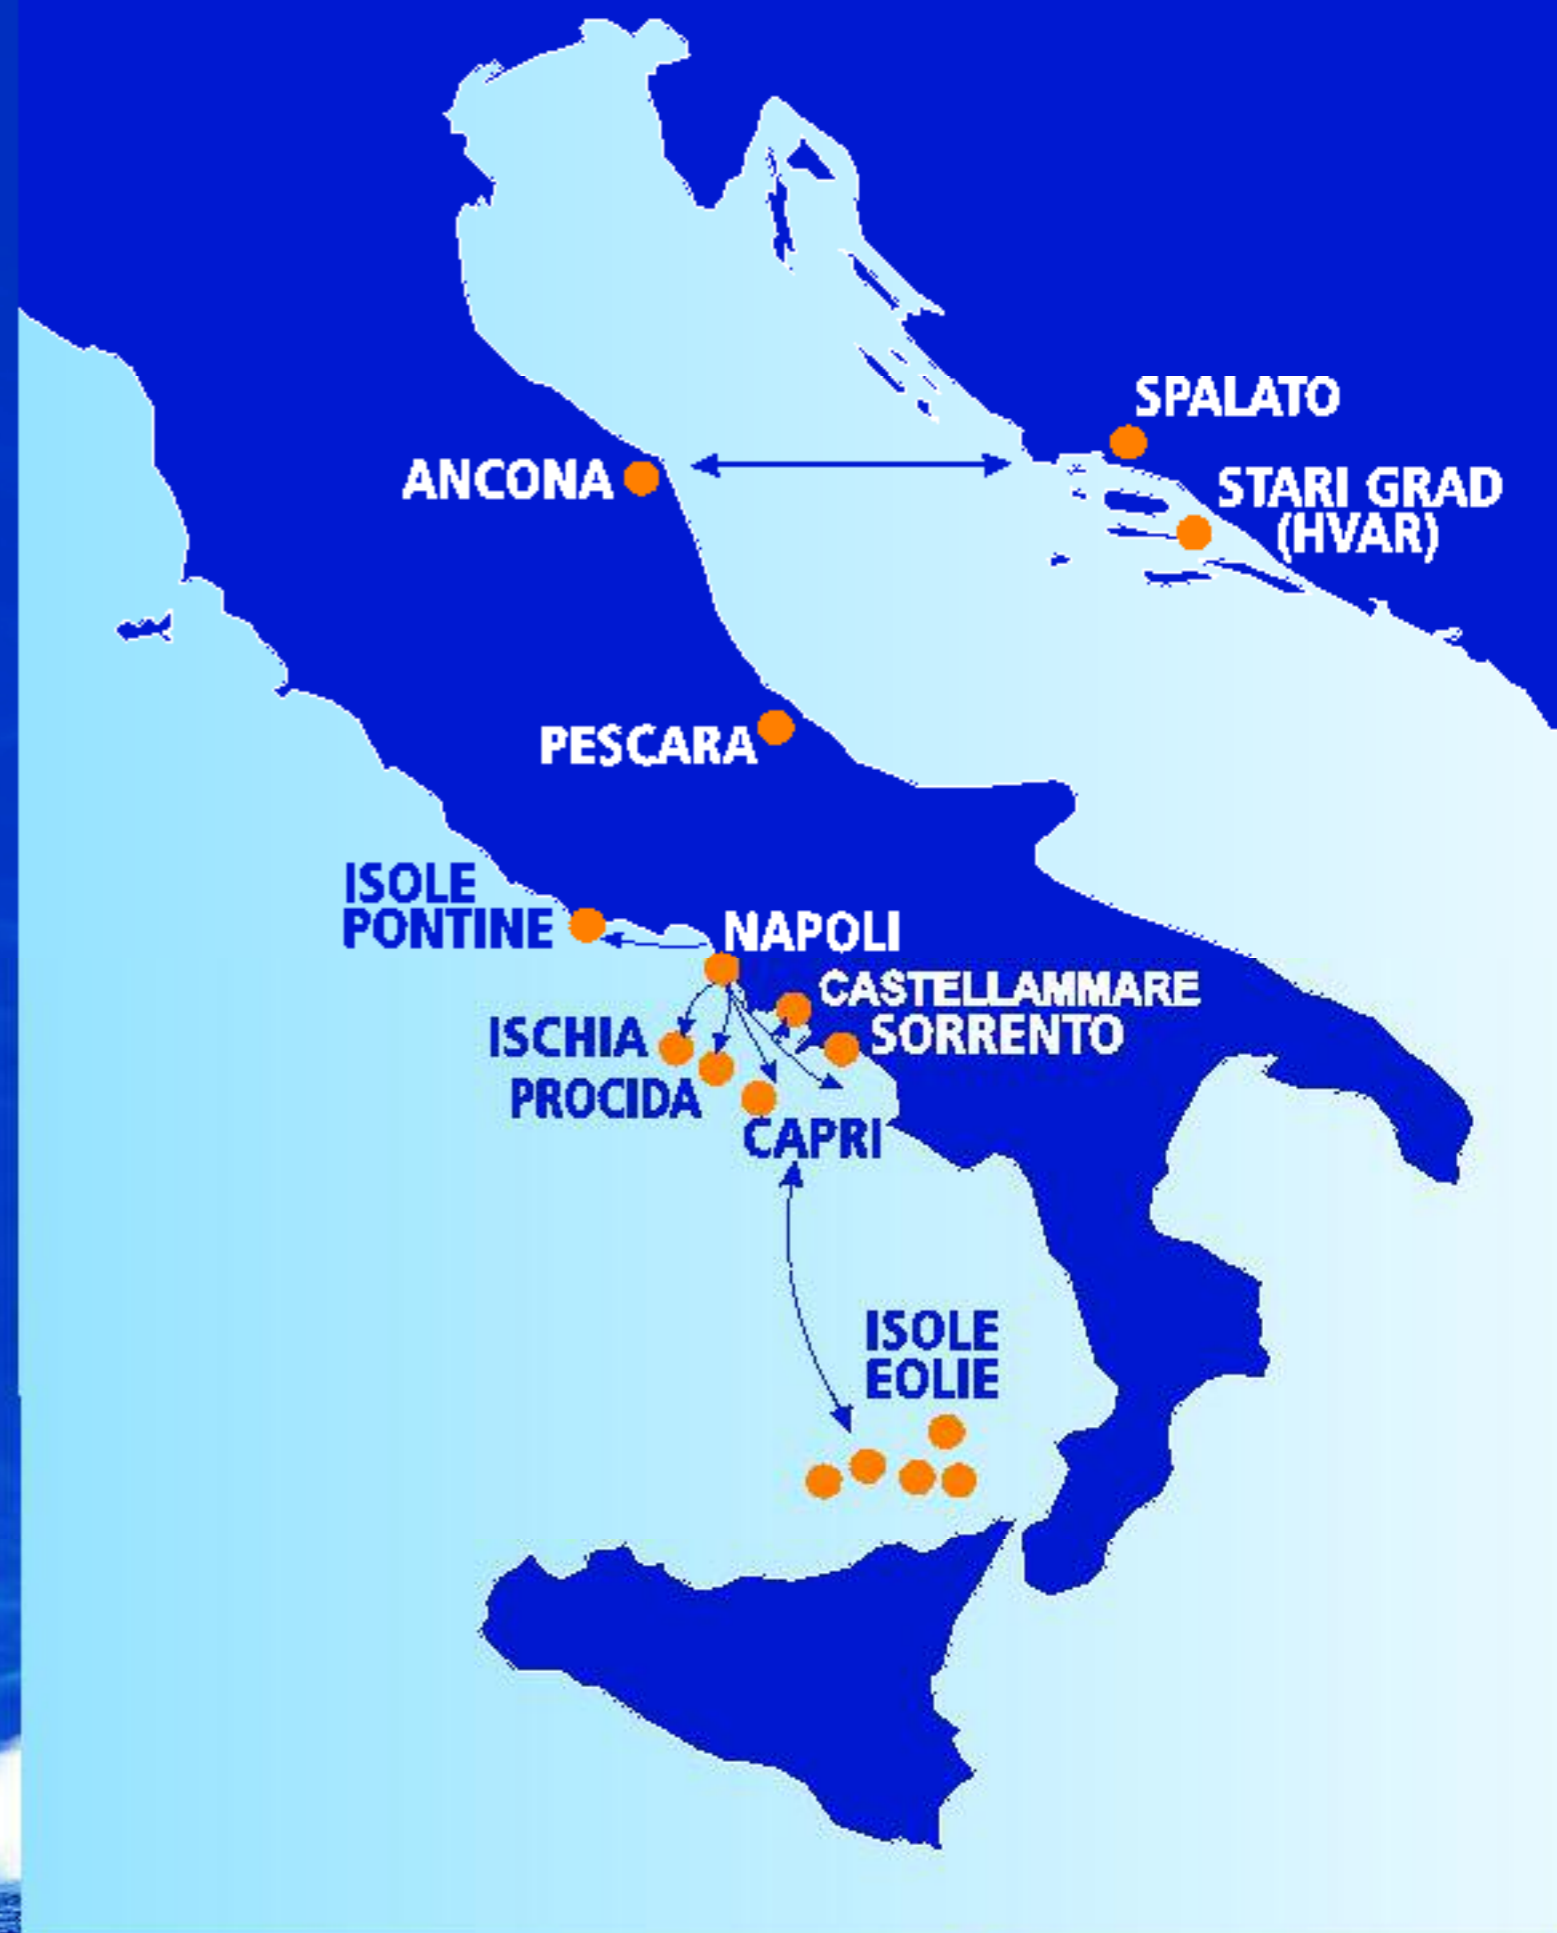 SPALATO
ANCONA
STARI GRAD
(HVAR)
PESCARA
ISOLE
PONTINE
NAPOLI
CASTELLAMMARE
SORRENTO
ISCHIA
PROCIDA
CAPRI
ISOLE
EOLIE